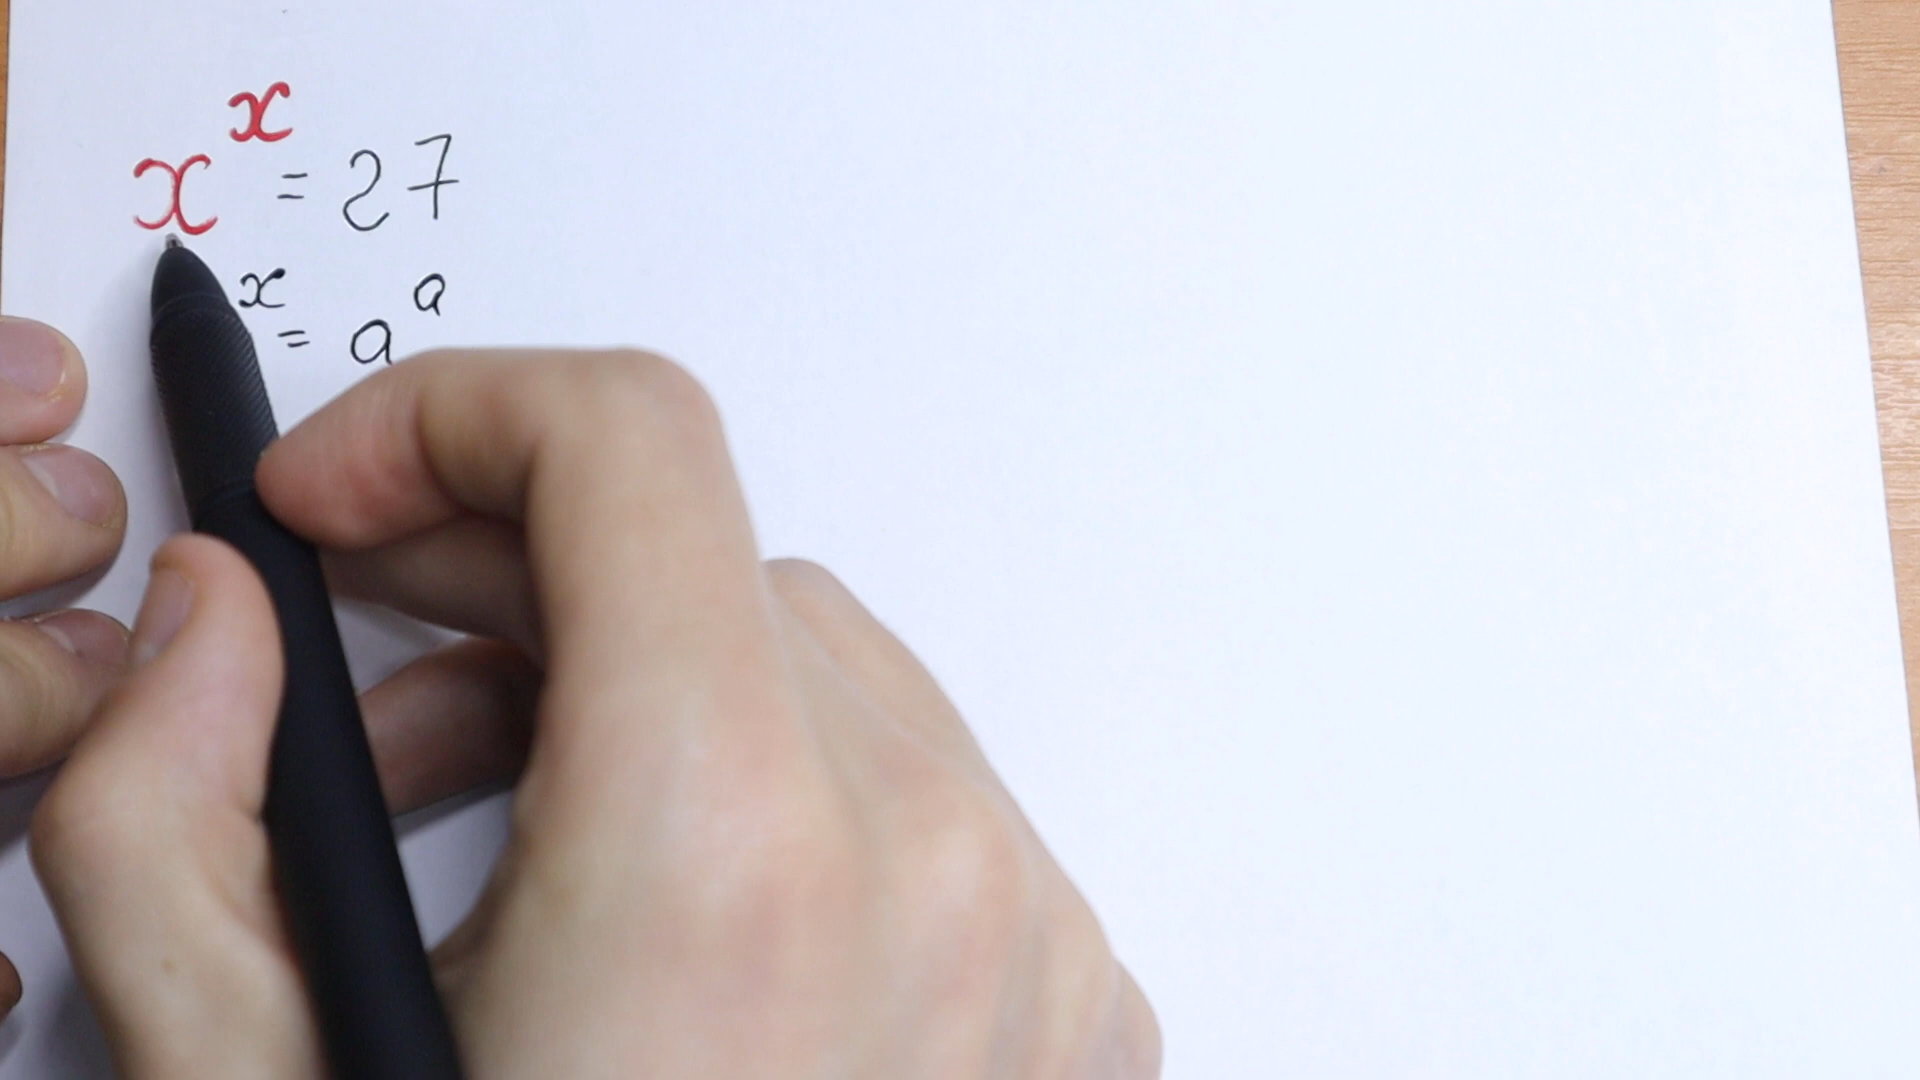 x^x = 27
x = a^a